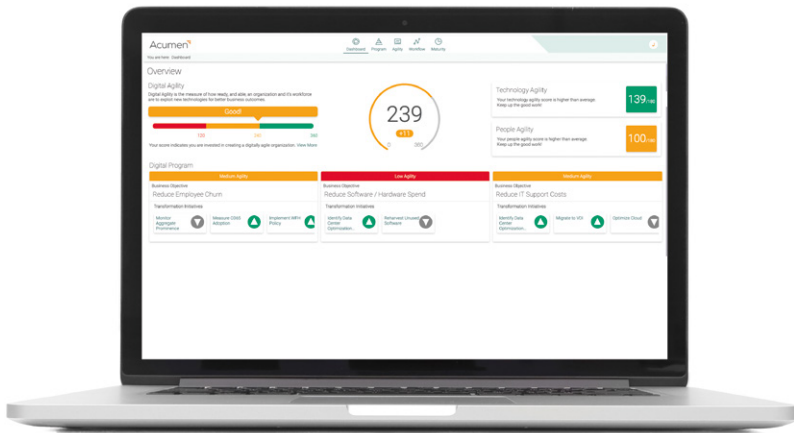 Acumen
Dashboard Program Agility Workflow Maturity
You are here: Dashboard
Overview
Digital Agility
Digital Agility is the measure of how ready, and able, an organization and it's workforce
are to exploit new technologies for better business outcomes.
Good!
120 240 360
Your score indicates you are invested in creating a digitally agile organization. View More
239
+11
0 360
Technology Agility
Your technology agility score is higher than average.
Keep up the good work!
139/180
People Agility
Your people agility score is higher than average.
Keep up the good work!
100/180
Digital Program
Medium Agility
Business Objective
Reduce Employee Churn
Transformation Initiatives
Monitor
Aggregate
Prominence
Measure O365
Adoption
Implement WFH
Policy
Low Agility
Business Objective
Reduce Software / Hardware Spend
Transformation Initiatives
Identify Data
Center
Optimization...
Reharvest Unused
Software
Medium Agility
Business Objective
Reduce IT Support Costs
Transformation Initiatives
Identify Data
Center
Optimization...
Migrate to VDI
Optimize Cloud